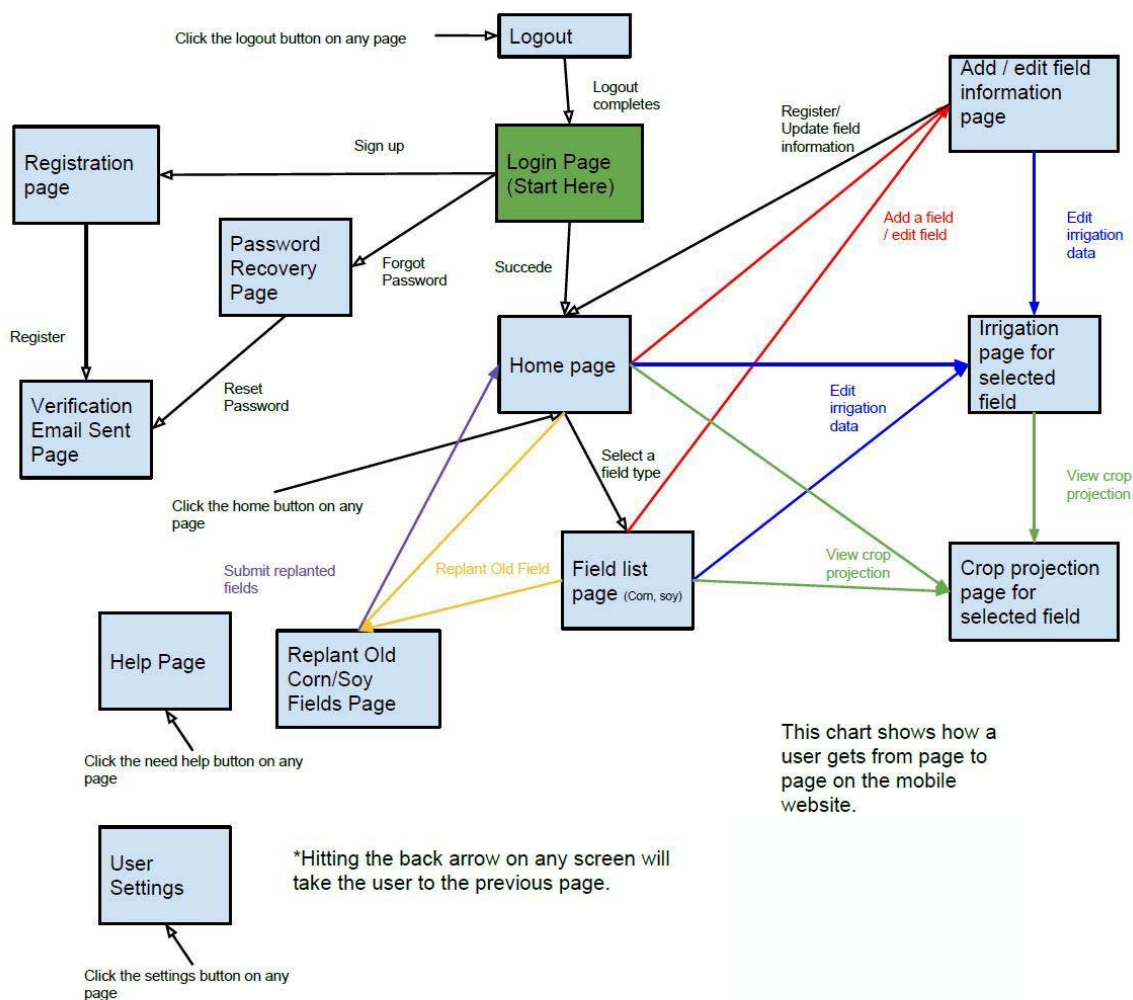 Click the logout button on any page
Logout
Logout
completes
Add / edit field
information
page
Register/
Update field
information
Registration
page
Sign up
Login Page
(Start Here)
Add a field
/ edit field
Edit
irrigation
data
Password
Recovery
Page
Forgot
Password
Succede
Register
Home page
Irrigation
page for
selected
field
Verification
Email Sent
Page
Reset
Password
Edit
irrigation
data
Select a
field type
Click the home button on any
page
View crop
projection
Submit replanted
fields
Replant Old Field
Field list
page (Corn, soy)
View crop
projection
Crop projection
page for
selected field
Help Page
Replant Old
Corn/Soy
Fields Page
Click the need help button on any
page
This chart shows how a
user gets from page to
page on the mobile
website.
User
Settings
*Hitting the back arrow on any screen will
take the user to the previous page.
Click the settings button on any
page